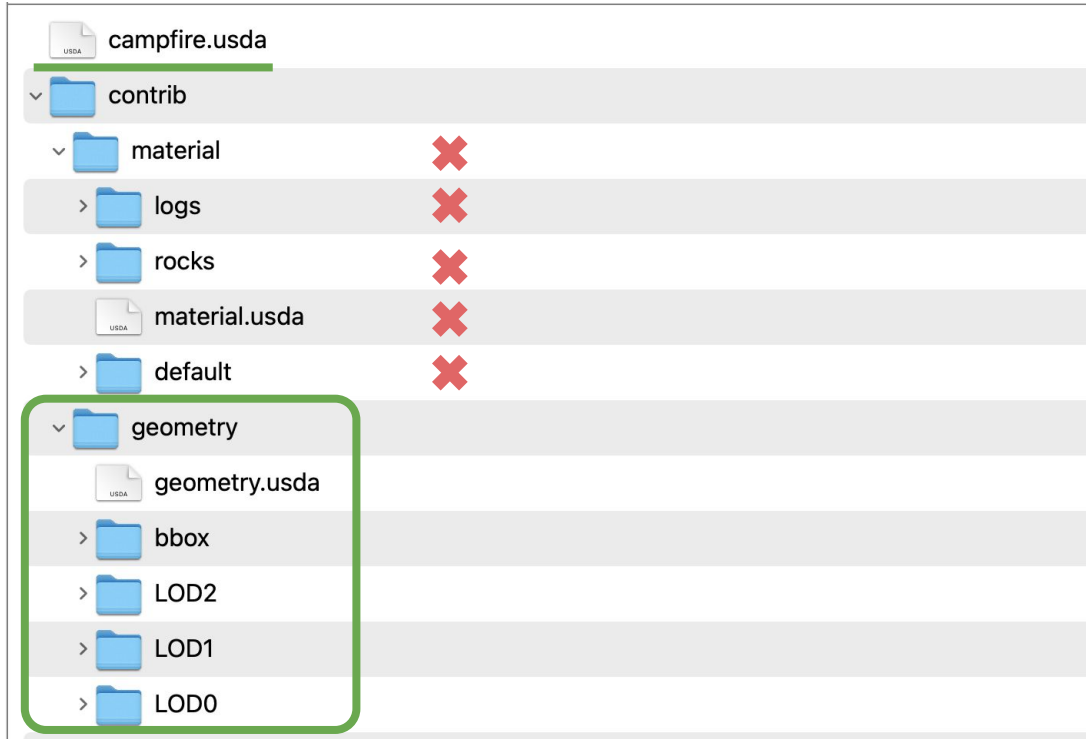 USDA
campfire.usda
contrib
material
logs
rocks
USDA
material.usda
default
geometry
USDA
geometry.usda
bbox
LOD2
LOD1
LOD0